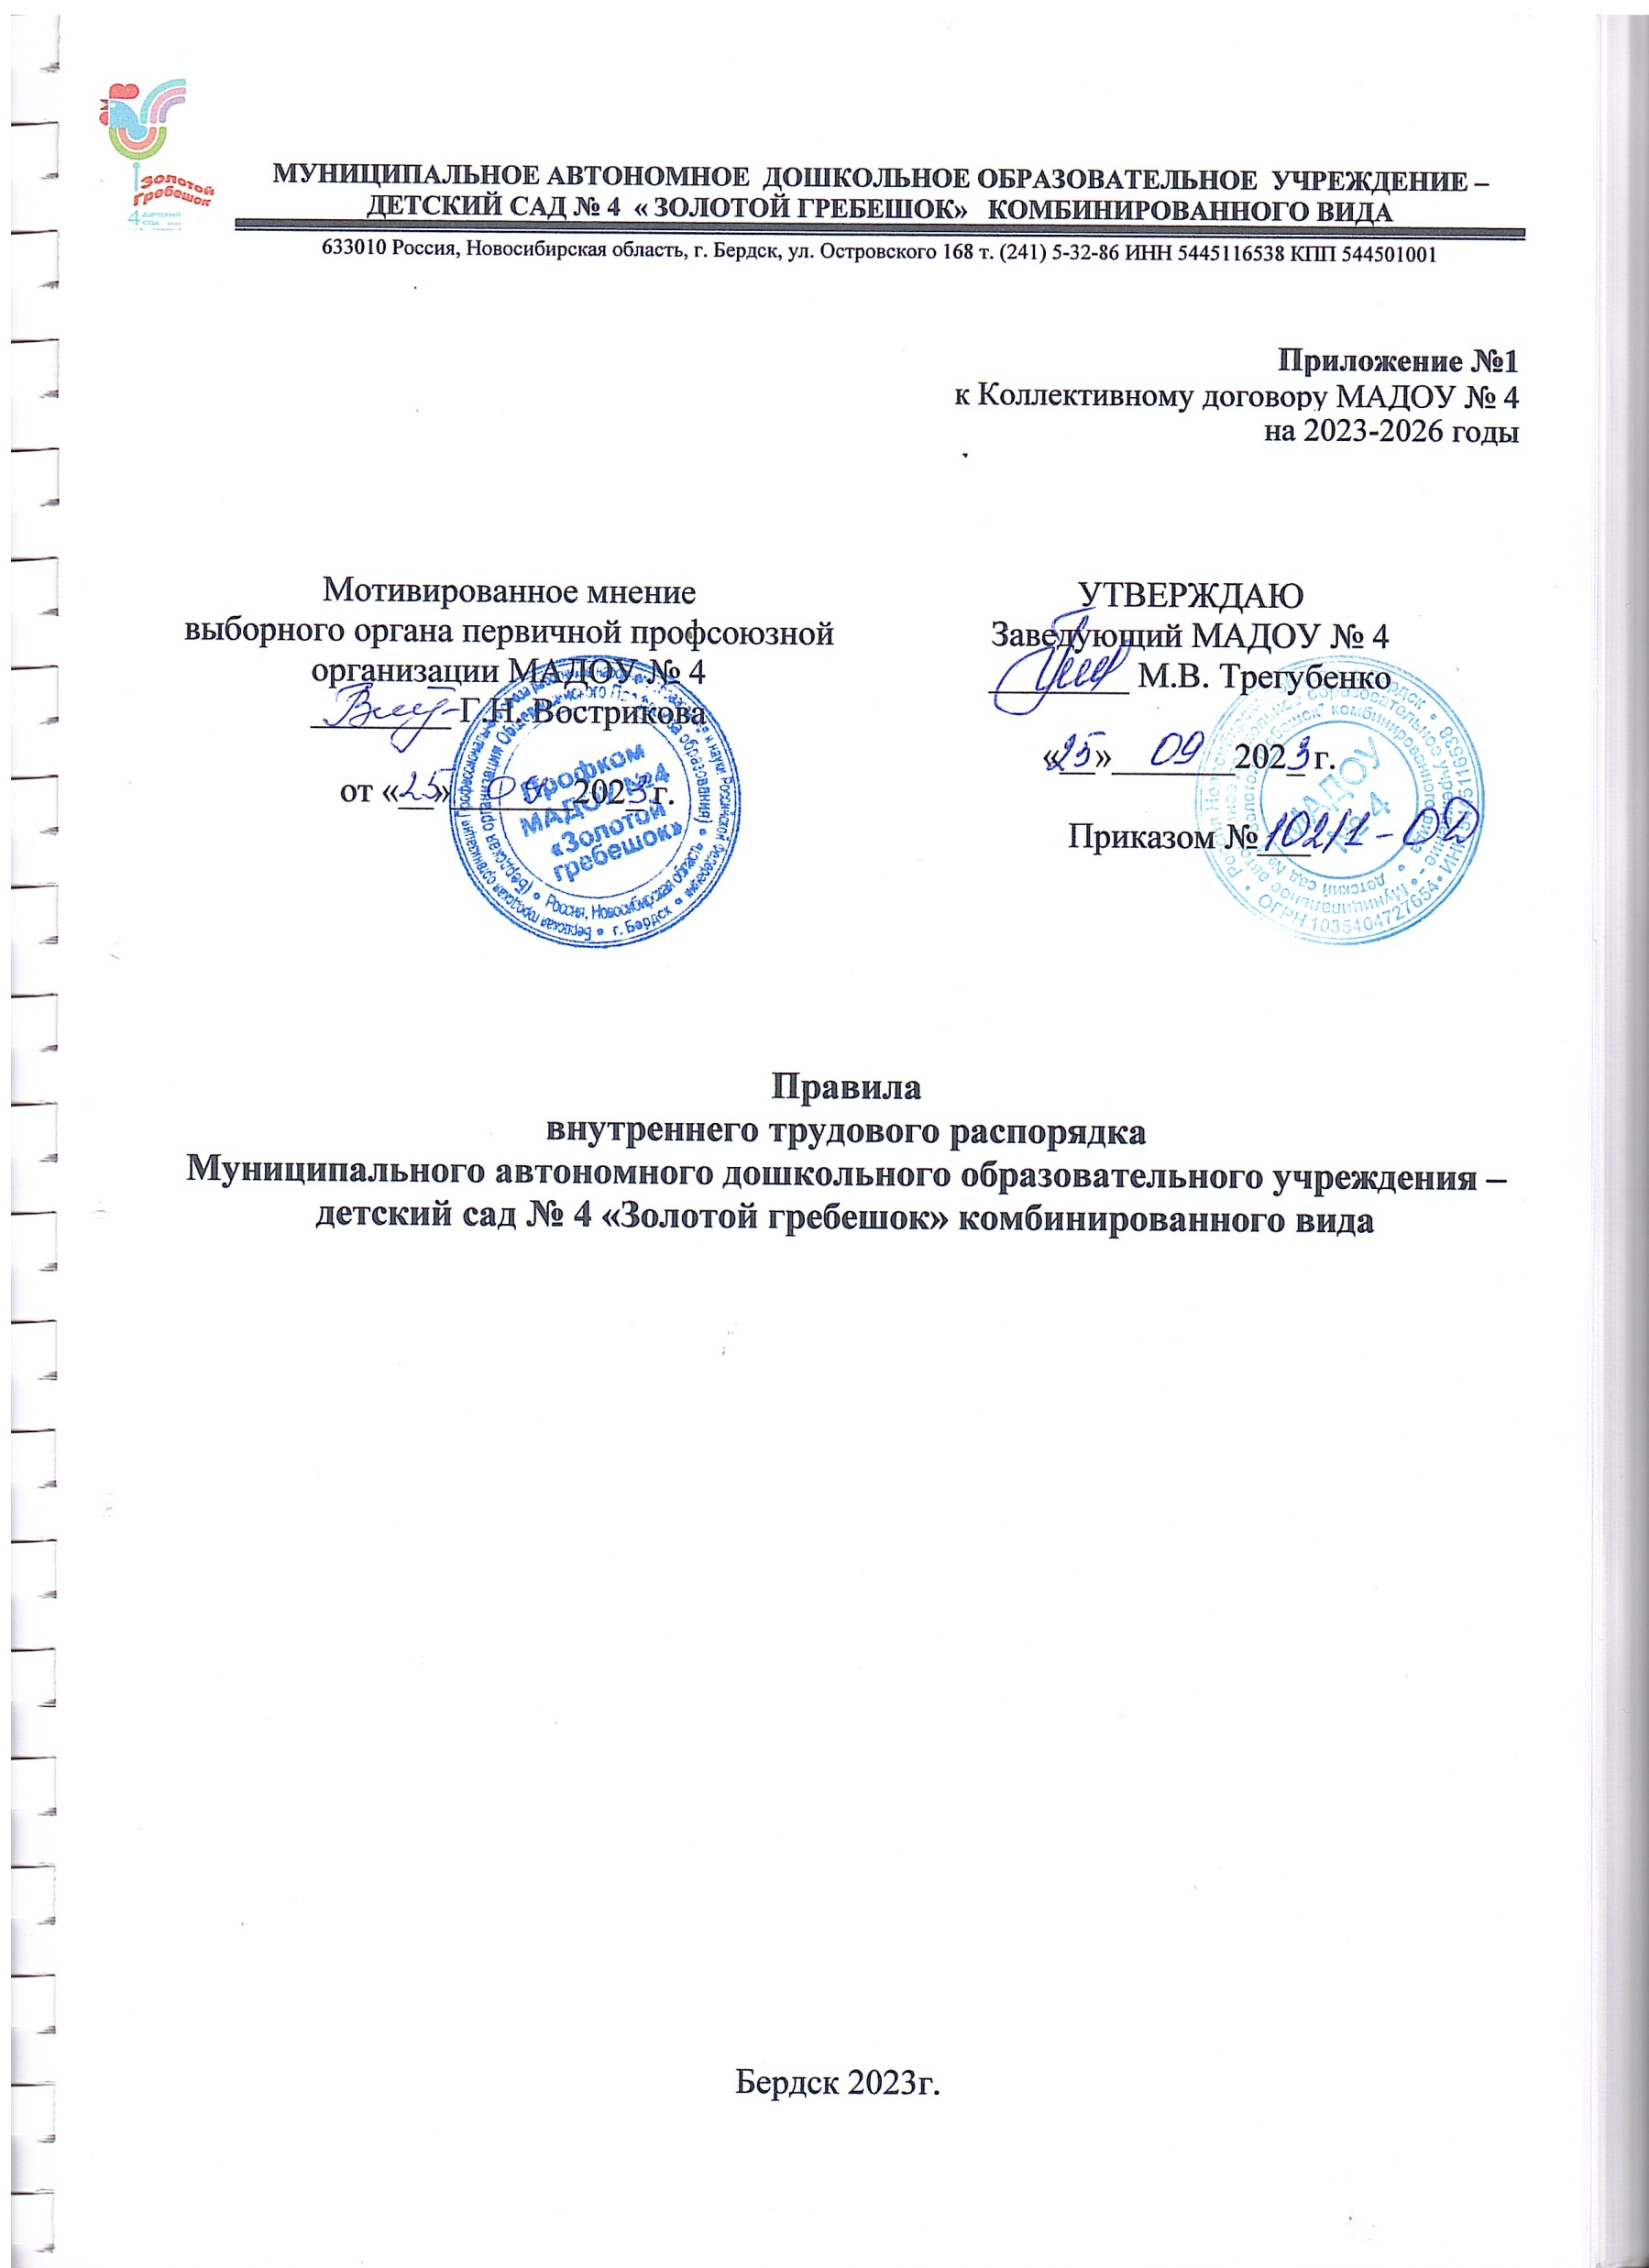 Золотой
гребешок
4 детский
сад
МУНИЦИПАЛЬНОЕ АВТОНОМНОЕ ДОШКОЛЬНОЕ ОБРАЗОВАТЕЛЬНОЕ УЧРЕЖДЕНИЕ –
ДЕТСКИЙ САД № 4 « ЗОЛОТОЙ ГРЕБЕШОК» КОМБИНИРОВАННОГО ВИДА
633010 Россия, Новосибирская область, г. Бердск, ул. Островского 168 т. (241) 5-32-86 ИНН 5445116538 КПП 544501001
Приложение №1
к Коллективному договору МАДОУ № 4
на 2023-2026 годы
Мотивированное мнение
выборного органа первичной профсоюзной
организации МАДОУ № 4
Г.Н. Вострикова
от «25» 09 2023 г.
Профком
МАДОУ №4
«Золотой
гребешок»
Россия, Новосибирская область
г. Бердск
УТВЕРЖДАЮ
Заведующий МАДОУ № 4
М.В. Трегубенко
«25» 09 2023 г.
Приказом № 102/1-ОД
МАДОУ
№ 4
ОГРН 1035404727654
Правила
внутреннего трудового распорядка
Муниципального автономного дошкольного образовательного учреждения –
детский сад № 4 «Золотой гребешок» комбинированного вида
Бердск 2023г.